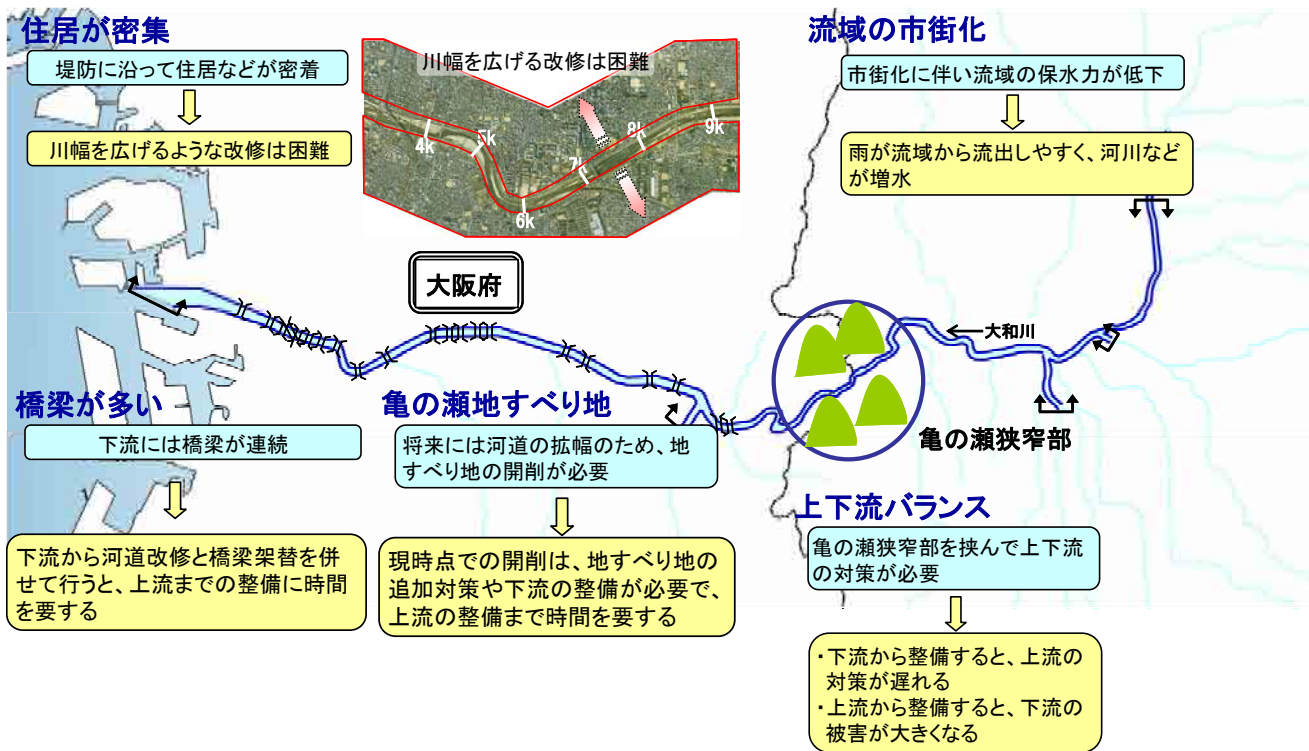 住居が密集
堤防に沿って住居などが密着
川幅を広げるような改修は困難
川幅を広げる改修は困難
4k
5k
6k
7k
8k
9k
流域の市街化
市街化に伴い流域の保水力が低下
雨が流域から流出しやすく、河川など
が増水
大阪府
←大和川
亀の瀬狭窄部
橋梁が多い
下流には橋梁が連続
下流から河道改修と橋梁架替を併
せて行うと、上流までの整備に時間
を要する
亀の瀬地すべり地
将来には河道の拡幅のため、地
すべり地の開削が必要
現時点での開削は、地すべり地の
追加対策や下流の整備が必要で、
上流の整備まで時間を要する
上下流バランス
亀の瀬狭窄部を挟んで上下流
の対策が必要
・下流から整備すると、上流の
対策が遅れる
・上流から整備すると、下流の
被害が大きくなる